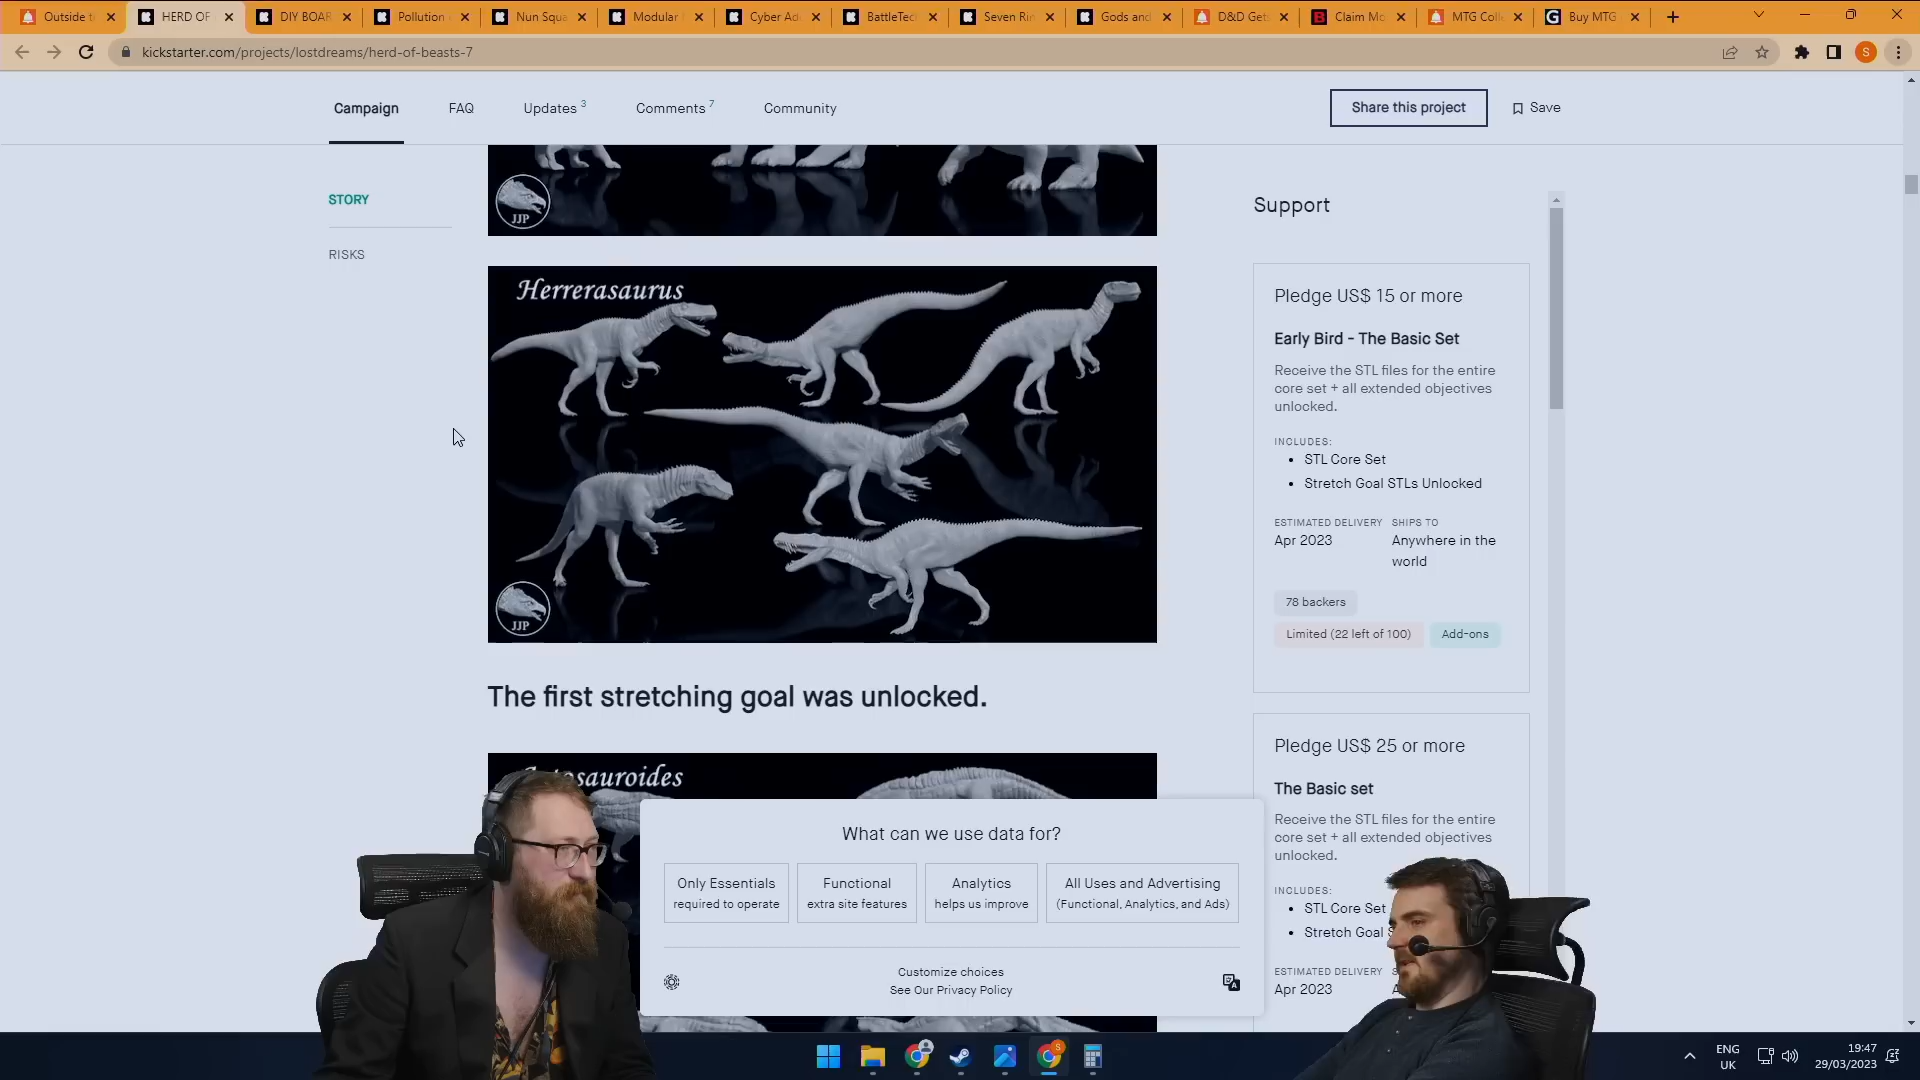 Outside t
HERD OF
DIY BOAR
Pollution
Nun Squa
Modular
Cyber Ad
BattleTec
Seven Rin
Gods and
D&D Get
Claim Mo
MTG Coll
Buy MTG
kickstarter.com/projects/lostdreams/herd-of-beasts-7
S
Campaign
FAQ
Updates 3
Comments 7
Community
Share this project
Save
STORY
RISKS
JJP
Herrerasaurus
JJP
The first stretching goal was unlocked.
Support
Pledge US$ 15 or more
Early Bird - The Basic Set
Receive the STL files for the entire
core set + all extended objectives
unlocked.
INCLUDES:
• STL Core Set
• Stretch Goal STLs Unlocked
ESTIMATED DELIVERY
Apr 2023
SHIPS TO
Anywhere in the
world
78 backers
Limited (22 left of 100)
Add-ons
Pledge US$ 25 or more
The Basic set
Receive the STL files for the entire
core set + all extended objectives
unlocked.
INCLUDES:
• STL Core Set
• Stretch Goal
ESTIMATED DELIVERY
Apr 2023
What can we use data for?
Only Essentials
required to operate
Functional
extra site features
Analytics
helps us improve
All Uses and Advertising
(Functional, Analytics, and Ads)
Customize choices
See Our Privacy Policy
ENG
UK
19:47
29/03/2023